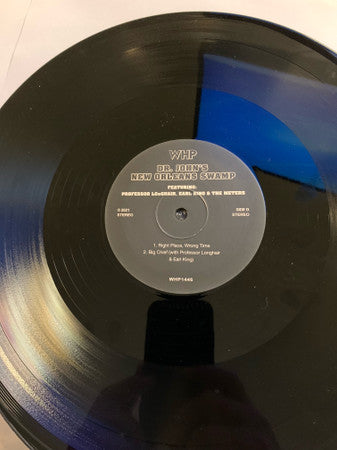 WHP
DR. JOHN'S
NEW ORLEANS SWAMP
FEATURING:
PROFESSOR LONGHAIR, EARL KING & THE METERS
© 2021 SIDE D
STEREO STEREO
1. Right Place, Wrong Time
2. Big Chief (with Professor Longhair
& Earl King)
WHP1446